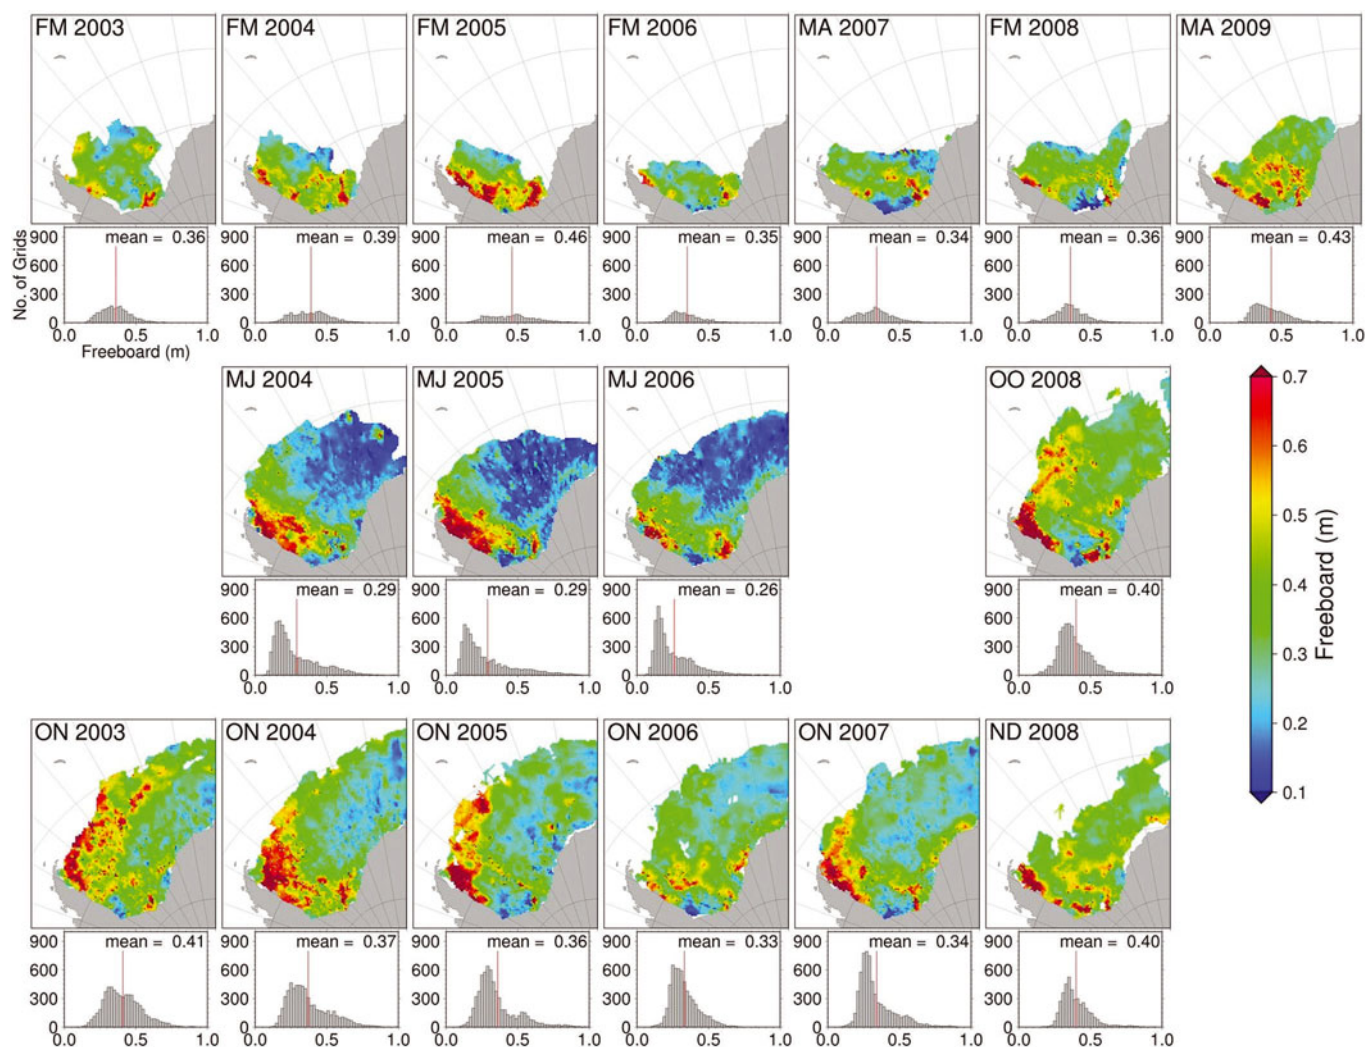 FM 2003 FM 2004 FM 2005 FM 2006 MA 2007 FM 2008 MA 2009
mean = 0.36 mean = 0.39 mean = 0.46 mean = 0.35 mean = 0.34 mean = 0.36 mean = 0.43
No. of Grids
900 900 900 900 900 900 900
600 600 600 600 600 600 600
300 300 300 300 300 300 300
0 0 0 0 0 0 0
0.0 0.5 1.0 0.0 0.5 1.0 0.0 0.5 1.0 0.0 0.5 1.0 0.0 0.5 1.0 0.0 0.5 1.0 0.0 0.5 1.0
Freeboard (m)
MJ 2004 MJ 2005 MJ 2006 OO 2008
mean = 0.29 mean = 0.29 mean = 0.26 mean = 0.40
900 900 900 900
600 600 600 600
300 300 300 300
0 0 0 0
0.0 0.5 1.0 0.0 0.5 1.0 0.0 0.5 1.0 0.0 0.5 1.0
0.7
0.6
0.5
0.4
0.3
0.2
0.1
Freeboard (m)
ON 2003 ON 2004 ON 2005 ON 2006 ON 2007 ND 2008
mean = 0.41 mean = 0.37 mean = 0.36 mean = 0.33 mean = 0.34 mean = 0.40
900 900 900 900 900 900
600 600 600 600 600 600
300 300 300 300 300 300
0 0 0 0 0 0
0.0 0.5 1.0 0.0 0.5 1.0 0.0 0.5 1.0 0.0 0.5 1.0 0.0 0.5 1.0 0.0 0.5 1.0